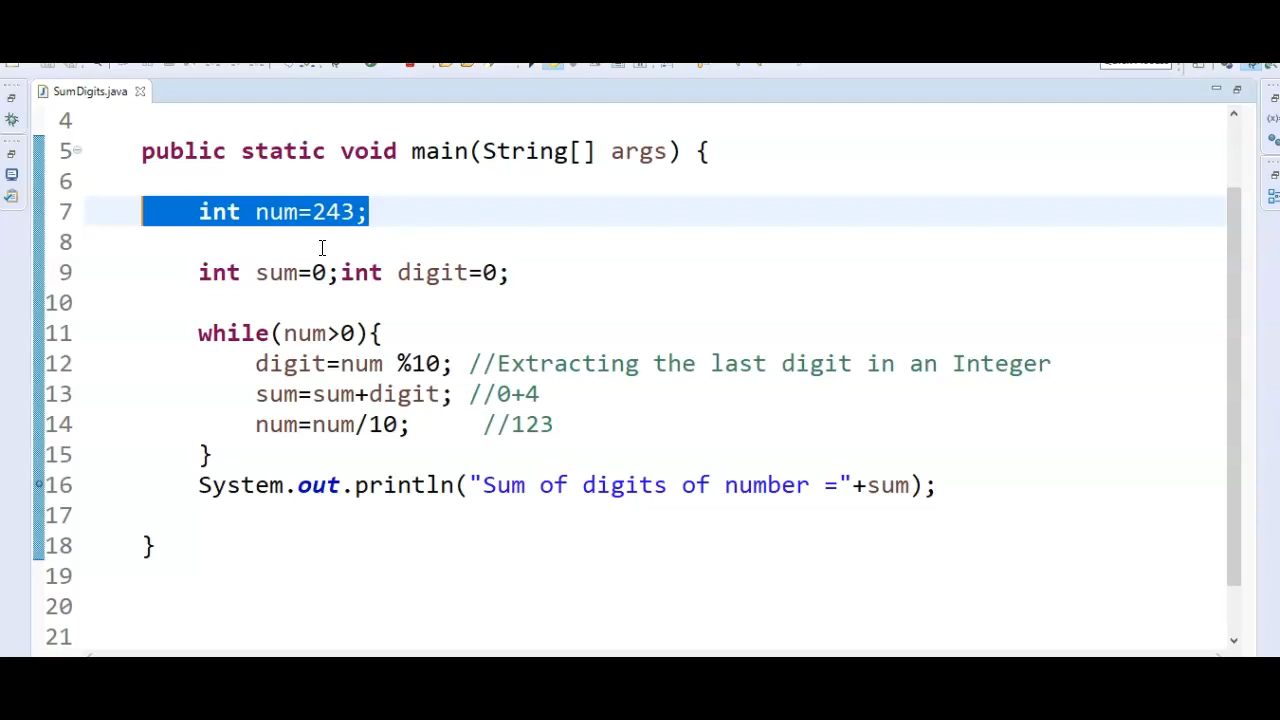 SumDigits.java
4
5 public static void main(String[] args) {
6
7 int num=243;
8
9 int sum=0;int digit=0;
10
11 while(num>0){
12 digit=num %10; //Extracting the last digit in an Integer
13 sum=sum+digit; //0+4
14 num=num/10; //123
15 }
16 System.out.println("Sum of digits of number ="+sum);
17
18 }
19
20
21